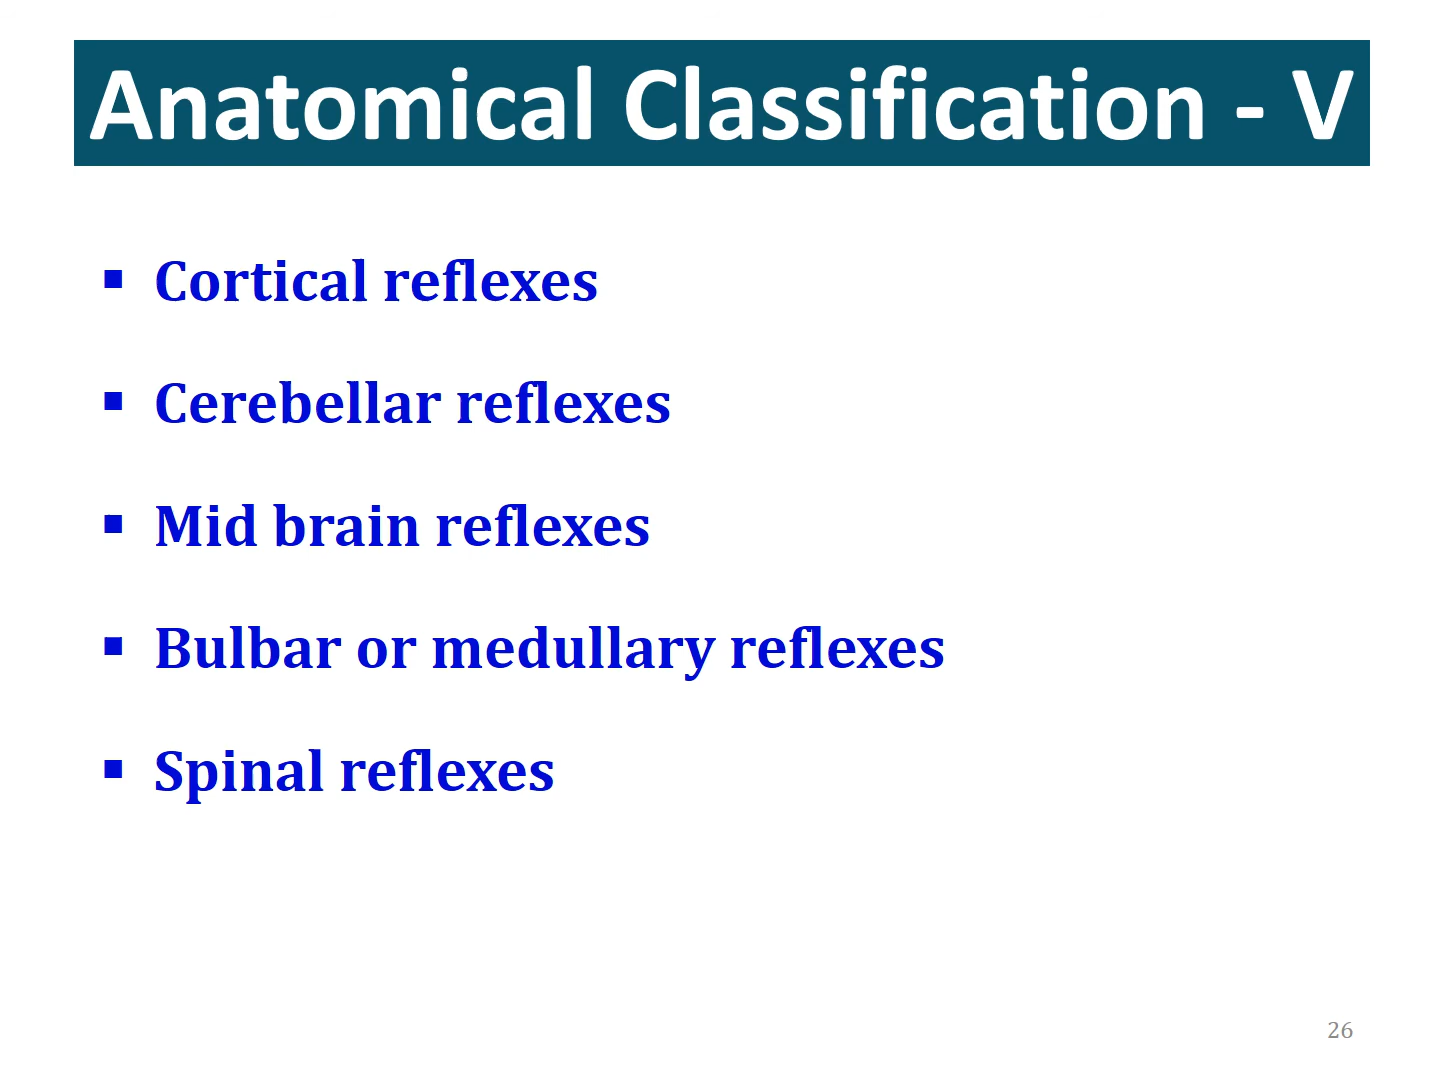 Anatomical Classification - V
▪ Cortical reflexes
▪ Cerebellar reflexes
▪ Mid brain reflexes
▪ Bulbar or medullary reflexes
▪ Spinal reflexes
26